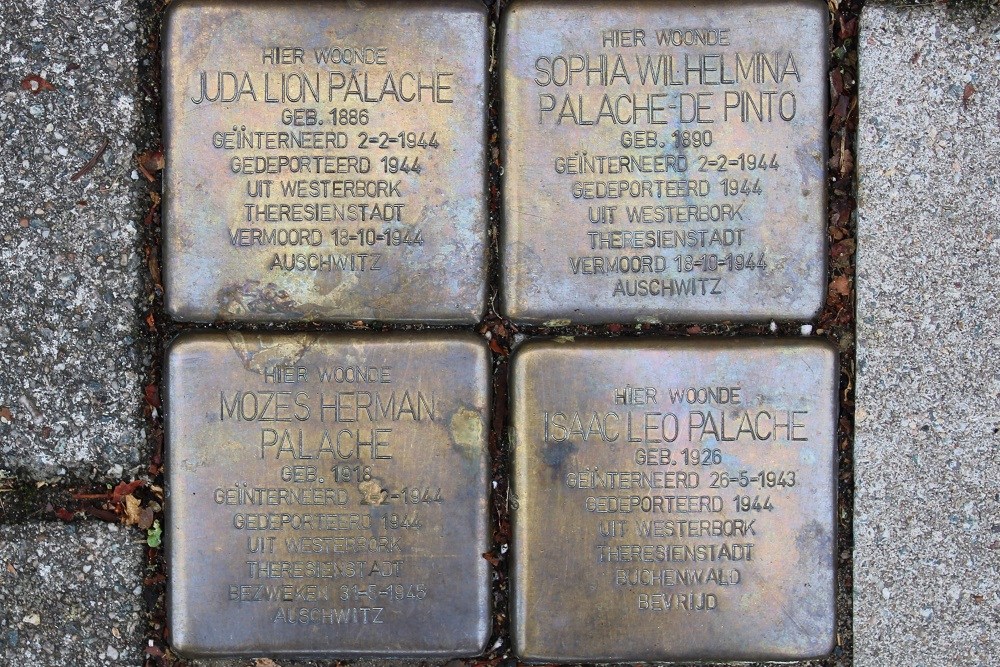 HIER WOONDE
JUDA LION PALACHE
GEB. 1886
GEÏNTERNEERD 2-2-1944
GEDEPORTEERD 1944
UIT WESTERBORK
THERESIENSTADT
VERMOORD 18-10-1944
AUSCHWITZ
HIER WOONDE
SOPHIA WILHELMINA
PALACHE-DE PINTO
GEB. 1890
GEÏNTERNEERD 2-2-1944
GEDEPORTEERD 1944
UIT WESTERBORK
THERESIENSTADT
VERMOORD 18-10-1944
AUSCHWITZ
HIER WOONDE
MOZES HERMAN
PALACHE
GEB. 1918
GEÏNTERNEERD 2-2-1944
GEDEPORTEERD 1944
UIT WESTERBORK
THERESIENSTADT
BEZWEKEN 31-5-1945
AUSCHWITZ
HIER WOONDE
ISAAC LEO PALACHE
GEB. 1926
GEÏNTERNEERD 26-5-1943
GEDEPORTEERD 1944
UIT WESTERBORK
THERESIENSTADT
BUCHENWALD
BEVRIJD